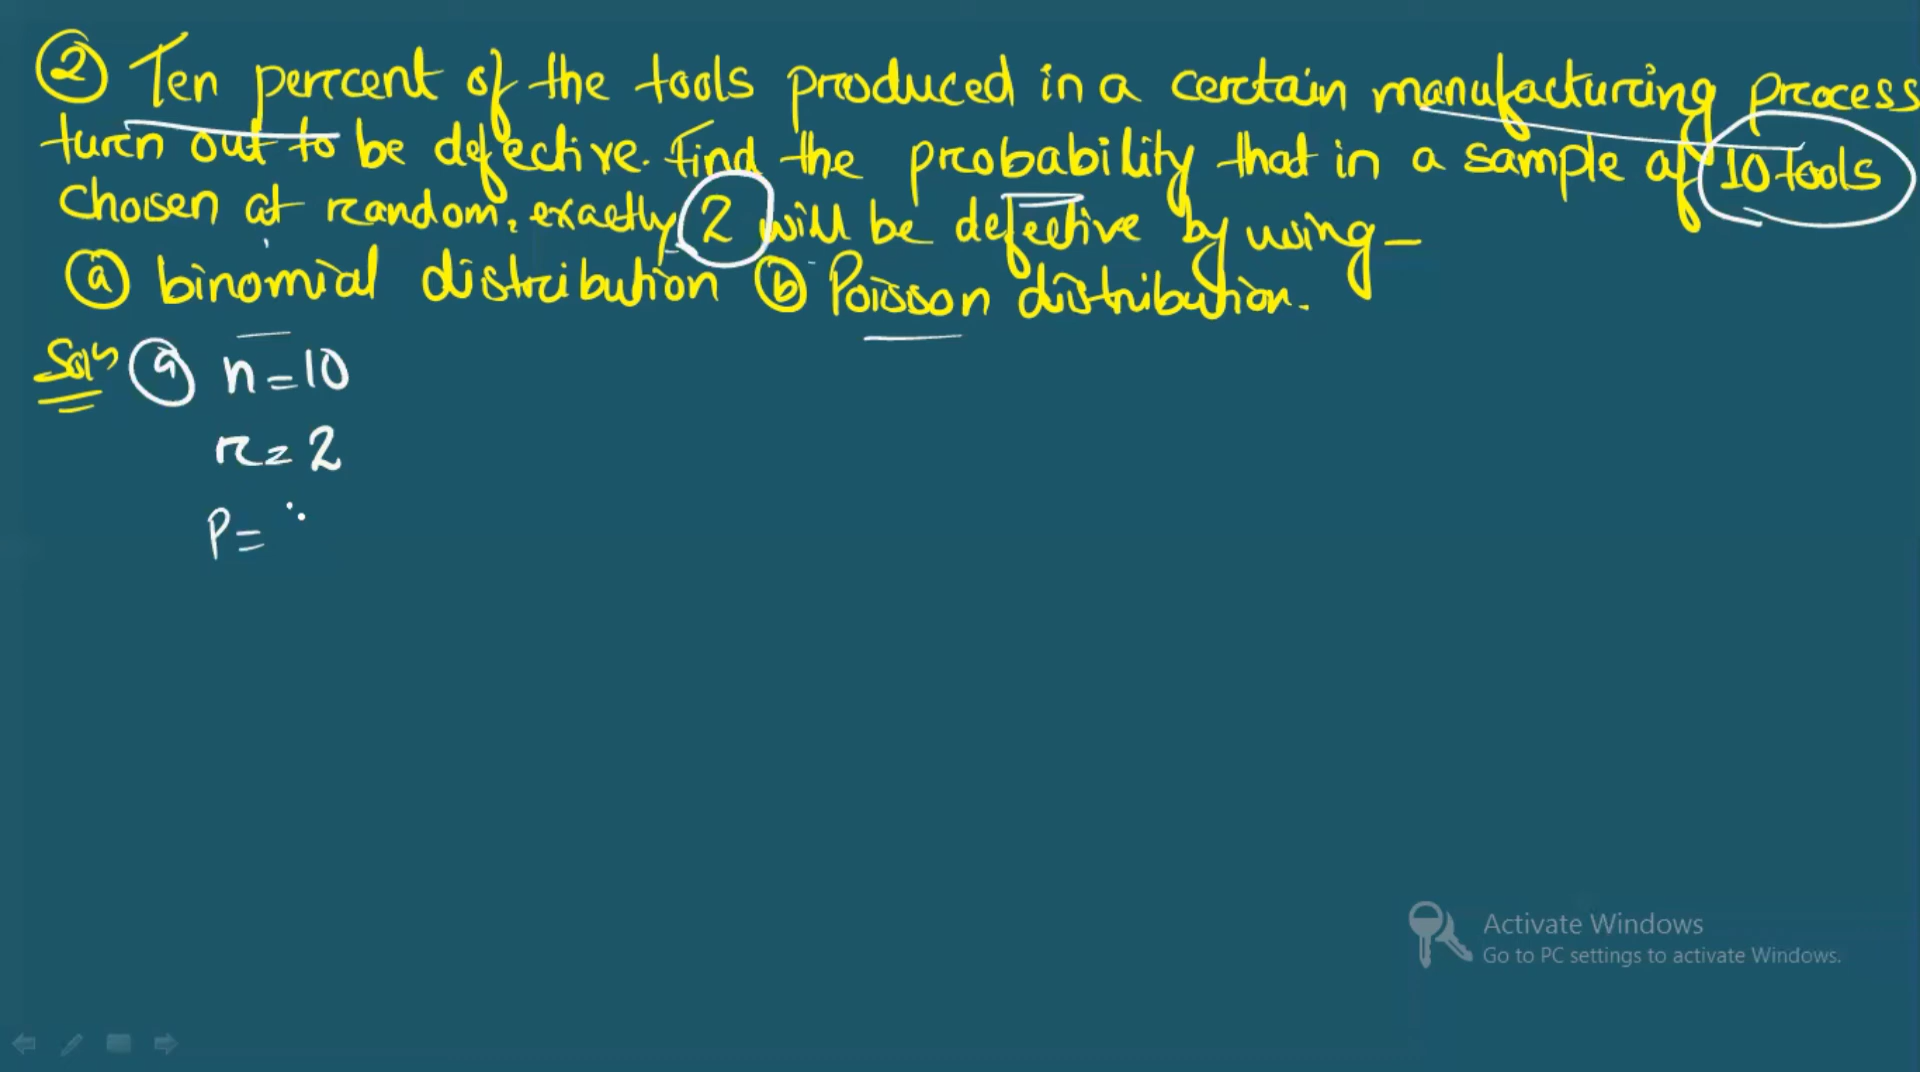 ② Ten percent of the tools produced in a certain manufacturing process
turn out to be defective. Find the probability that in a sample of 10 tools
chosen at random, exactly 2 will be defective by using -
ⓐ binomial distribution ⓑ Poisson distribution.
Solⁿ ⓐ n = 10
r = 2
P =
Activate Windows
Go to PC settings to activate Windows.